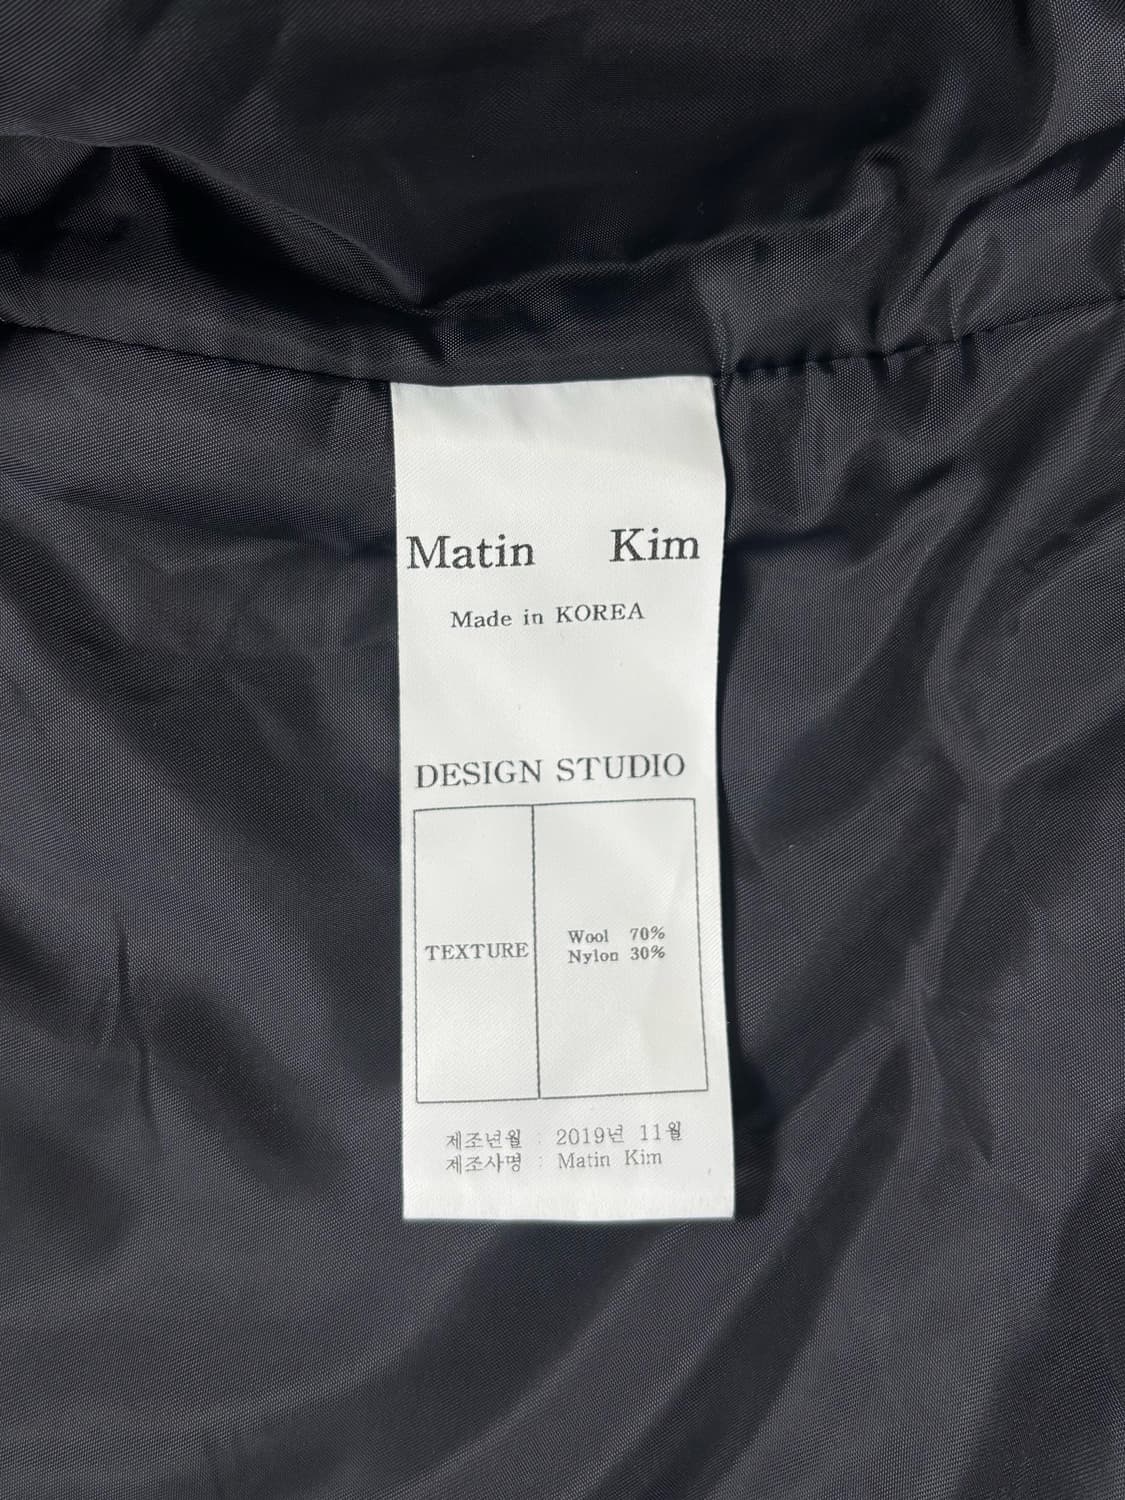 Matin Kim
Made in KOREA
DESIGN STUDIO
TEXTURE
Wool 70%
Nylon 30%
제조년월 : 2019년 11월
제조사명 : Matin Kim